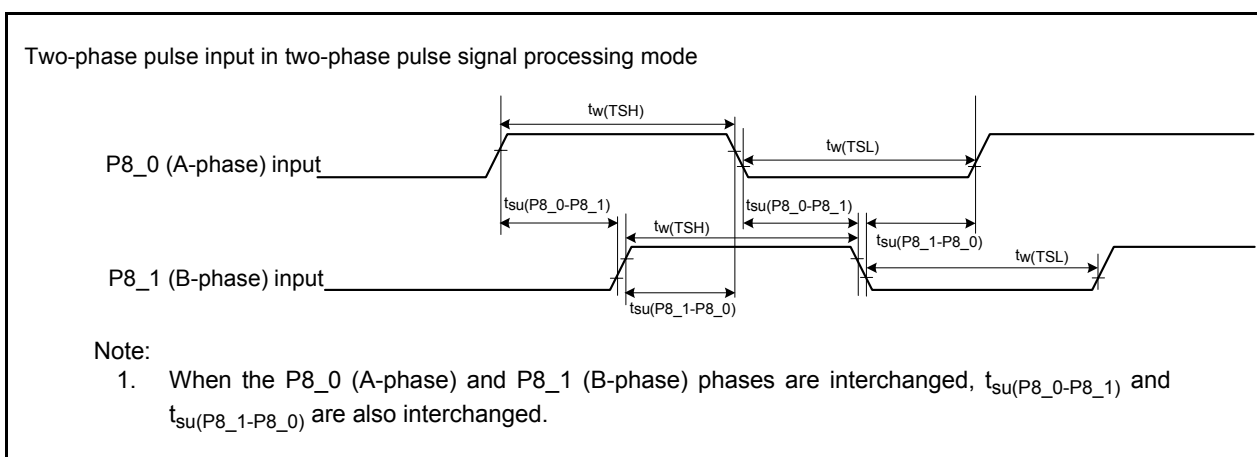 Two-phase pulse input in two-phase pulse signal processing mode
tw(TSH)
tw(TSL)
P8_0 (A-phase) input
tsu(P8_0-P8_1)
tsu(P8_0-P8_1)
tw(TSH)
tsu(P8_1-P8_0)
tw(TSL)
P8_1 (B-phase) input
tsu(P8_1-P8_0)
Note:
1. When the P8_0 (A-phase) and P8_1 (B-phase) phases are interchanged, tsu(P8_0-P8_1) and
tsu(P8_1-P8_0) are also interchanged.